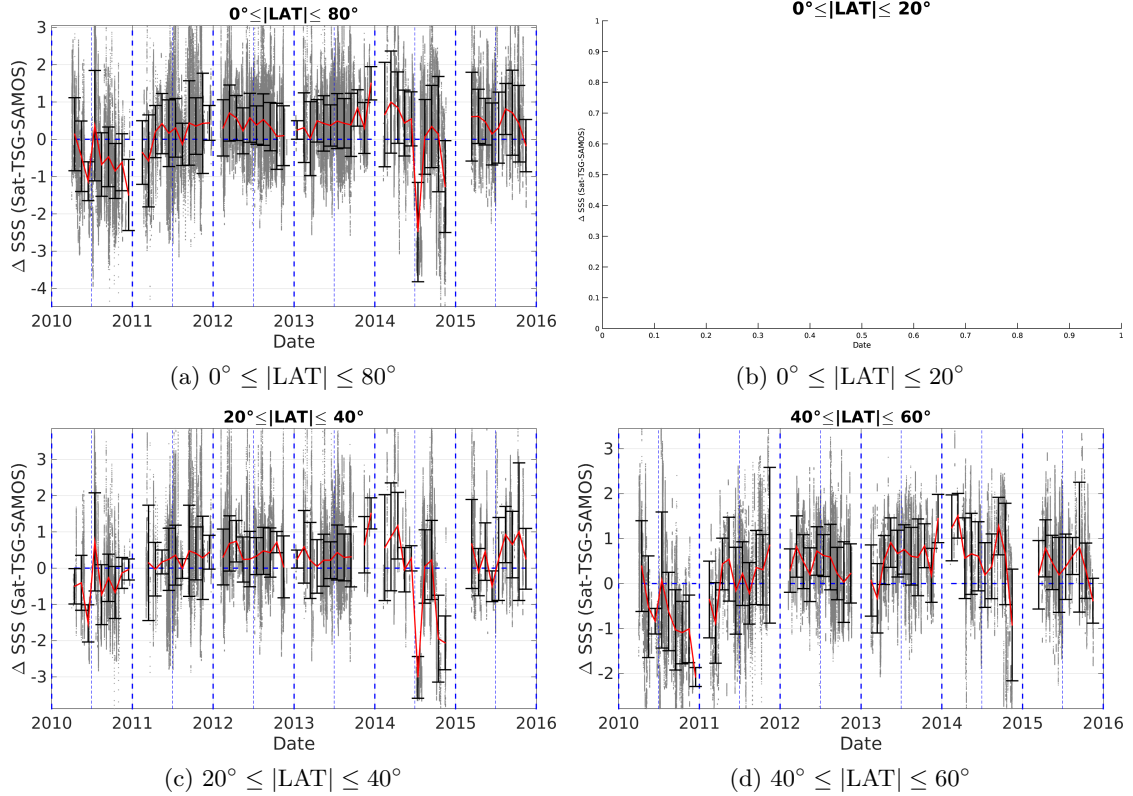 0°≤|LAT|≤ 80°
3
2
1
0
-1
-2
-3
-4
Δ SSS (Sat-TSG-SAMOS)
2010 2011 2012 2013 2014 2015 2016
Date
(a) 0° ≤ |LAT| ≤ 80°
0°≤|LAT|≤ 20°
1
0.9
0.8
0.7
0.6
0.5
0.4
0.3
0.2
0.1
0
Δ SSS (Sat-TSG-SAMOS)
0 0.1 0.2 0.3 0.4 0.5 0.6 0.7 0.8 0.9 1
Date
(b) 0° ≤ |LAT| ≤ 20°
20°≤|LAT|≤ 40°
3
2
1
0
-1
-2
-3
Δ SSS (Sat-TSG-SAMOS)
2010 2011 2012 2013 2014 2015 2016
Date
(c) 20° ≤ |LAT| ≤ 40°
40°≤|LAT|≤ 60°
3
2
1
0
-1
-2
Δ SSS (Sat-TSG-SAMOS)
2010 2011 2012 2013 2014 2015 2016
Date
(d) 40° ≤ |LAT| ≤ 60°